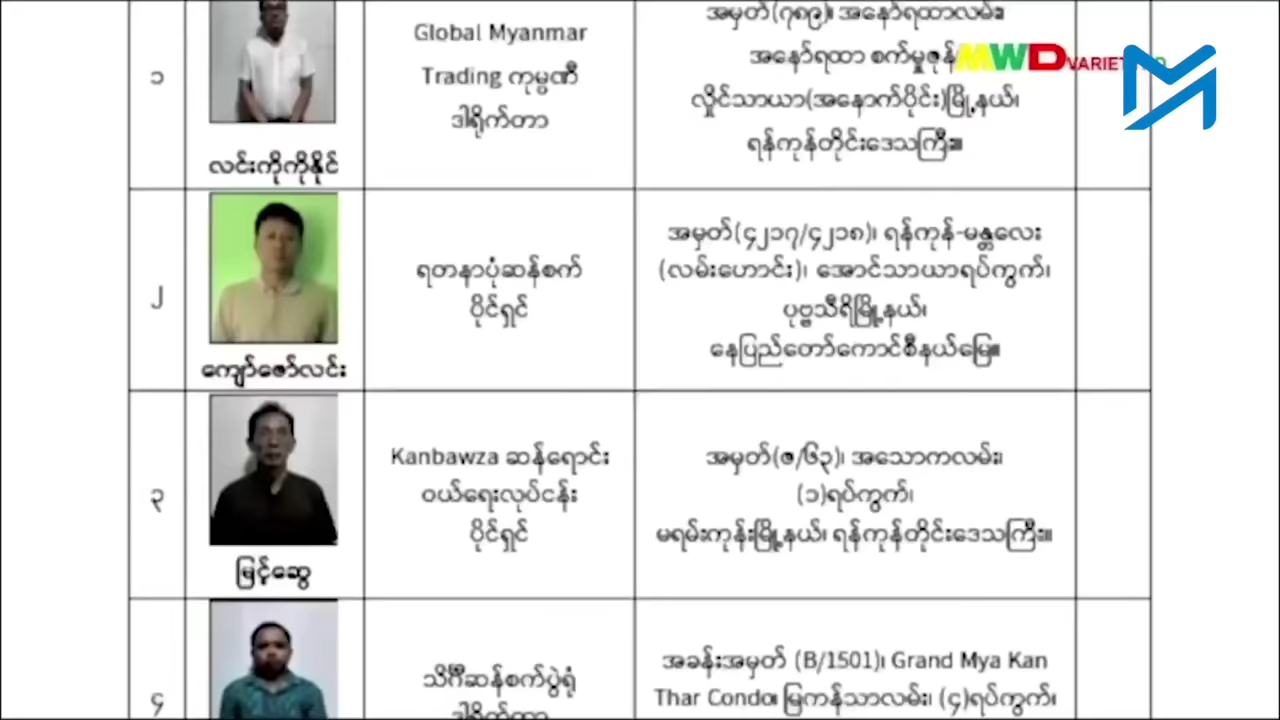 ၁
လင်းကိုကိုနိုင်
Global Myanmar
Trading ကုမ္ပဏီ
ဒါရိုက်တာ
အမှတ်(၇၈၉)၊ အနော်ရထာလမ်း၊
အနော်ရထာ စက်မှုဇုန်
လှိုင်သာယာ(အနောက်ပိုင်း)မြို့နယ်၊
ရန်ကုန်တိုင်းဒေသကြီး။
MWD
၂
ကျော်ဇော်လင်း
ရတနာပုံဆန်စက်
ပိုင်ရှင်
အမှတ်(၄၂၁၇/၄၂၁၈)၊ ရန်ကုန်-မန္တလေး
(လမ်းဟောင်း)၊ အောင်သာယာရပ်ကွက်၊
ပုဗ္ဗသီရိမြို့နယ်၊
နေပြည်တော်ကောင်စီနယ်မြေ။
၃
မြင့်ဆွေ
Kanbawza ဆန်ရောင်း
ဝယ်ရေးလုပ်ငန်း
ပိုင်ရှင်
အမှတ်(ဇ/၆၃)၊ အသောကလမ်း၊
(၁)ရပ်ကွက်၊
မရမ်းကုန်းမြို့နယ်၊ ရန်ကုန်တိုင်းဒေသကြီး။
၄
သိင်္ဂီဆန်စက်ပွဲရုံ
ဒါရိုက်တာ
အခန်းအမှတ် (B/1501)၊ Grand Mya Kan
Thar Condo၊ မြကန်သာလမ်း၊ (၄)ရပ်ကွက်၊